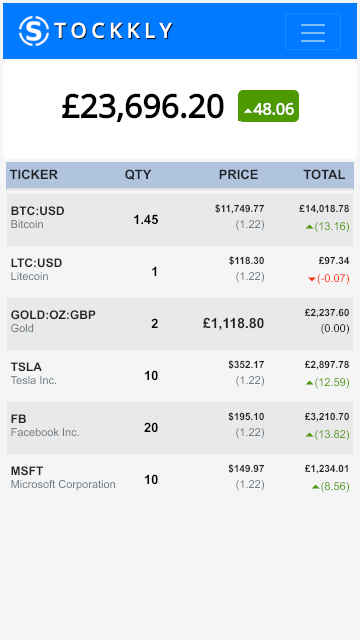 STOCKKLY
£23,696.20 ▲48.06
TICKER QTY PRICE TOTAL
BTC:USD 1.45 $11,749.77 £14,018.78
Bitcoin (1.22) ▲(13.16)
LTC:USD 1 $118.30 £97.34
Litecoin (1.22) ▼(-0.07)
GOLD:OZ:GBP 2 £1,118.80 £2,237.60
Gold (0.00)
TSLA 10 $352.17 £2,897.78
Tesla Inc. (1.22) ▲(12.59)
FB 20 $195.10 £3,210.70
Facebook Inc. (1.22) ▲(13.82)
MSFT 10 $149.97 £1,234.01
Microsoft Corporation (1.22) ▲(8.56)